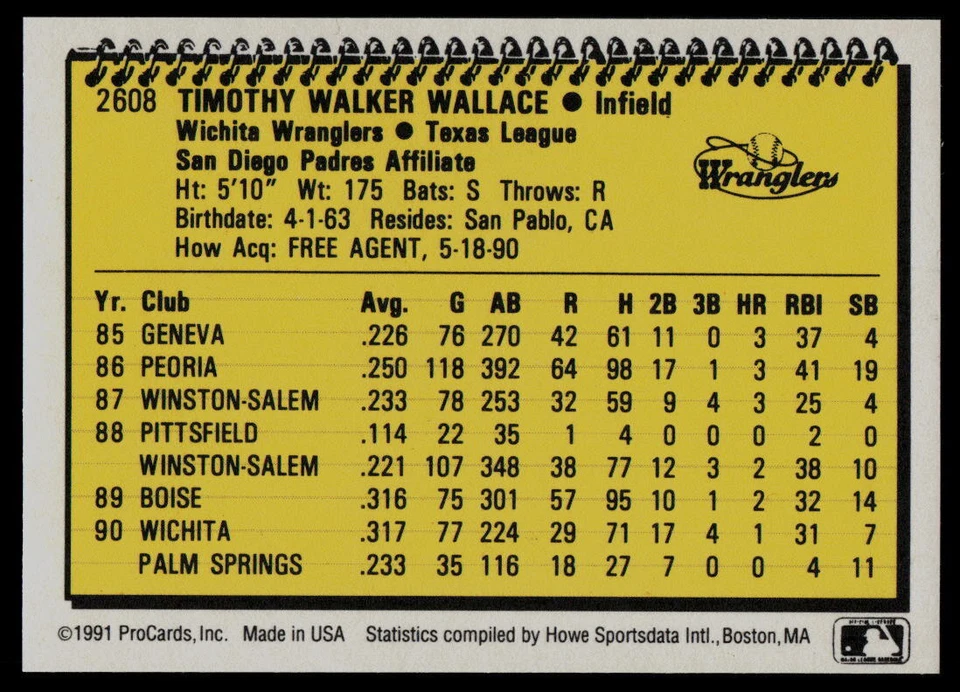 2608 TIMOTHY WALKER WALLACE ● Infield
Wichita Wranglers ● Texas League
San Diego Padres Affiliate
Wranglers
Ht: 5'10" Wt: 175 Bats: S Throws: R
Birthdate: 4-1-63 Resides: San Pablo, CA
How Acq: FREE AGENT, 5-18-90
Yr. Club Avg. G AB R H 2B 3B HR RBI SB
85 GENEVA .226 76 270 42 61 11 0 3 37 4
86 PEORIA .250 118 392 64 98 17 1 3 41 19
87 WINSTON-SALEM .233 78 253 32 59 9 4 3 25 4
88 PITTSFIELD .114 22 35 1 4 0 0 0 2 0
WINSTON-SALEM .221 107 348 38 77 12 3 2 38 10
89 BOISE .316 75 301 57 95 10 1 2 32 14
90 WICHITA .317 77 224 29 71 17 4 1 31 7
PALM SPRINGS .233 35 116 18 27 7 0 0 4 11
©1991 ProCards, Inc. Made in USA Statistics compiled by Howe Sportsdata Intl., Boston, MA